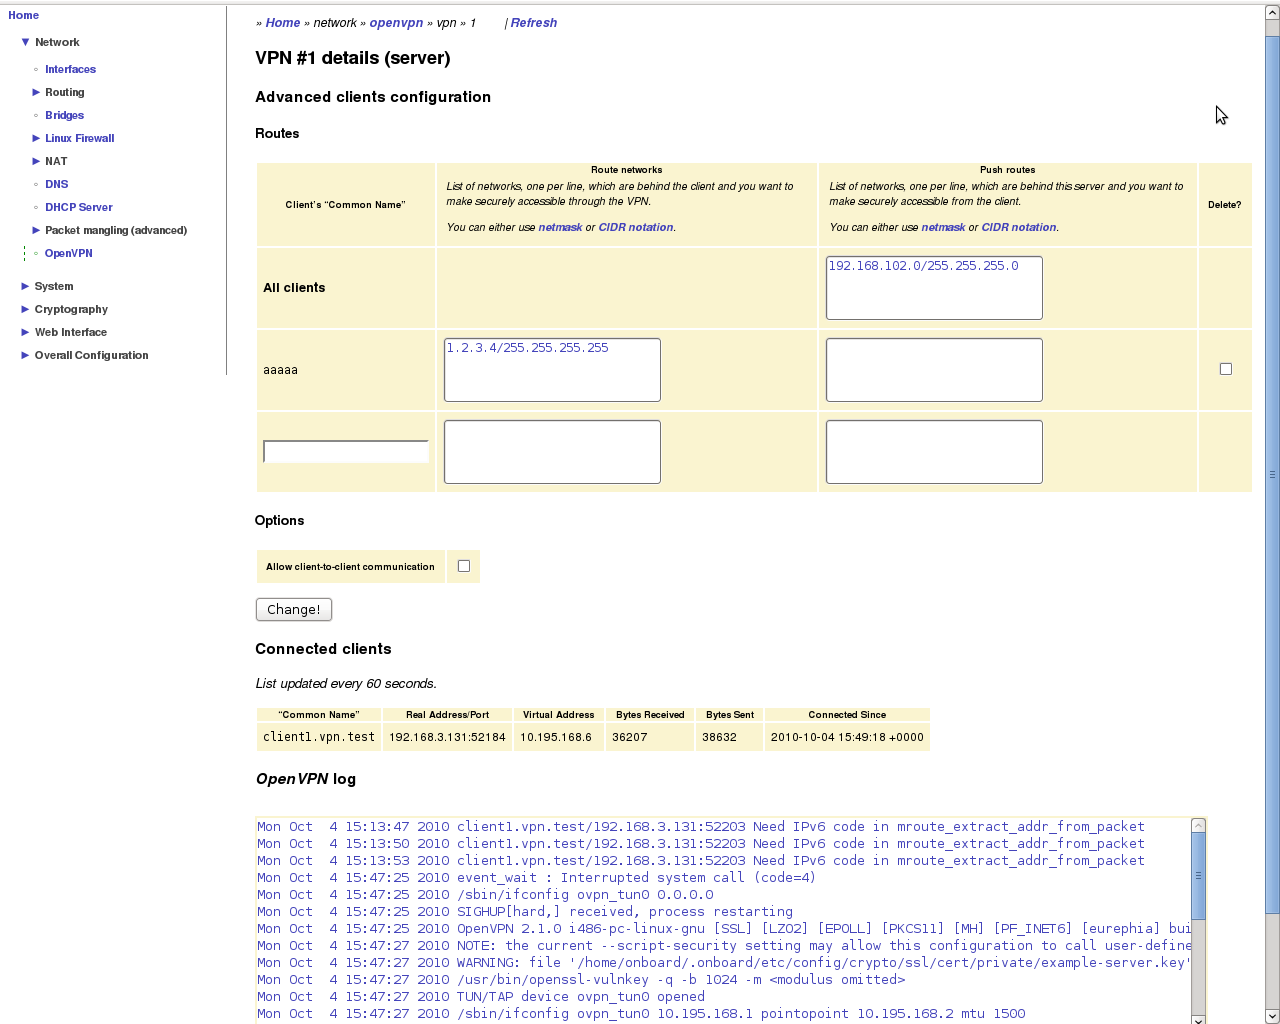 Home
▼ Network
◦ Interfaces
► Routing
◦ Bridges
► Linux Firewall
► NAT
◦ DNS
◦ DHCP Server
► Packet mangling (advanced)
◦ OpenVPN
► System
► Cryptography
► Web Interface
► Overall Configuration
» Home » network » openvpn » vpn » 1 | Refresh
VPN #1 details (server)
Advanced clients configuration
Routes
Client's “Common Name”
Route networks
List of networks, one per line, which are behind the client and you want to
make securely accessible through the VPN.
You can either use netmask or CIDR notation.
Push routes
List of networks, one per line, which are behind this server and you want to
make securely accessible from the client.
You can either use netmask or CIDR notation.
Delete?
All clients
192.168.102.0/255.255.255.0
aaaaa
1.2.3.4/255.255.255.255
Options
Allow client-to-client communication
Change!
Connected clients
List updated every 60 seconds.
“Common Name” Real Address/Port Virtual Address Bytes Received Bytes Sent Connected Since
client1.vpn.test 192.168.3.131:52184 10.195.168.6 36207 38632 2010-10-04 15:49:18 +0000
OpenVPN log
Mon Oct  4 15:13:47 2010 client1.vpn.test/192.168.3.131:52203 Need IPv6 code in mroute_extract_addr_from_packet
Mon Oct  4 15:13:50 2010 client1.vpn.test/192.168.3.131:52203 Need IPv6 code in mroute_extract_addr_from_packet
Mon Oct  4 15:13:53 2010 client1.vpn.test/192.168.3.131:52203 Need IPv6 code in mroute_extract_addr_from_packet
Mon Oct  4 15:47:25 2010 event_wait : Interrupted system call (code=4)
Mon Oct  4 15:47:25 2010 /sbin/ifconfig ovpn_tun0 0.0.0.0
Mon Oct  4 15:47:25 2010 SIGHUP[hard,] received, process restarting
Mon Oct  4 15:47:25 2010 OpenVPN 2.1.0 i486-pc-linux-gnu [SSL] [LZO2] [EPOLL] [PKCS11] [MH] [PF_INET6] [eurephia] bui
Mon Oct  4 15:47:27 2010 NOTE: the current --script-security setting may allow this configuration to call user-define
Mon Oct  4 15:47:27 2010 WARNING: file '/home/onboard/.onboard/etc/config/crypto/ssl/cert/private/example-server.key'
Mon Oct  4 15:47:27 2010 /usr/bin/openssl-vulnkey -q -b 1024 -m <modulus omitted>
Mon Oct  4 15:47:27 2010 TUN/TAP device ovpn_tun0 opened
Mon Oct  4 15:47:27 2010 /sbin/ifconfig ovpn_tun0 10.195.168.1 pointopoint 10.195.168.2 mtu 1500